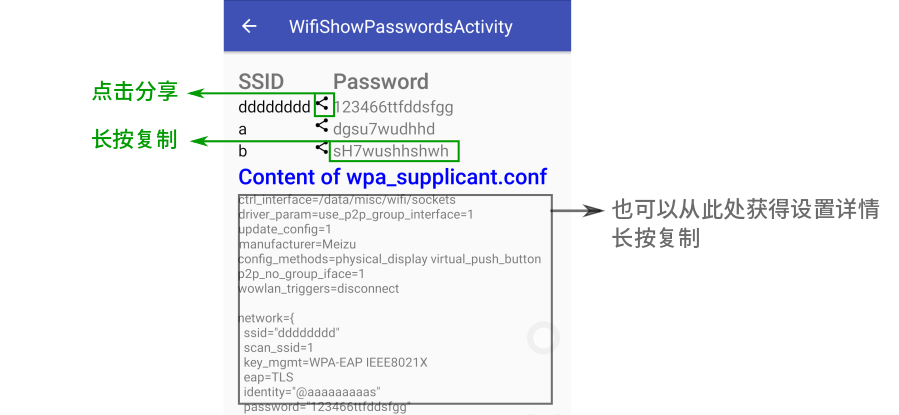 WifiShowPasswordsActivity
SSID Password
点击分享
dddddddd 123466ttfddsfgg
a dgsu7wudhhd
长按复制
b sH7wushhshwh
Content of wpa_supplicant.conf
ctrl_interface=/data/misc/wifi/sockets
driver_param=use_p2p_group_interface=1
update_config=1
manufacturer=Meizu
config_methods=physical_display virtual_push_button
p2p_no_group_iface=1
wowlan_triggers=disconnect
network={
ssid="dddddddd"
scan_ssid=1
key_mgmt=WPA-EAP IEEE8021X
eap=TLS
identity="@aaaaaaaaas"
password="123466ttfddsfgg"
也可以从此处获得设置详情
长按复制